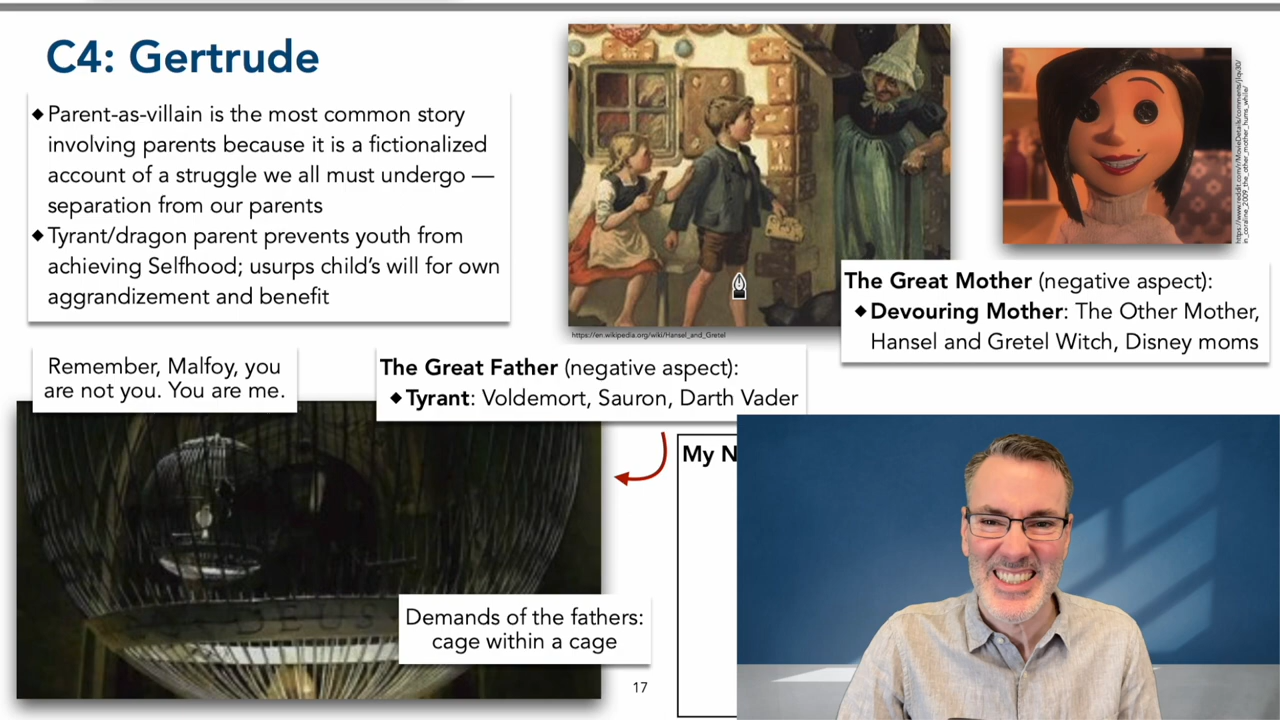 C4: Gertrude
◆Parent-as-villain is the most common story
involving parents because it is a fictionalized
account of a struggle we all must undergo —
separation from our parents
◆Tyrant/dragon parent prevents youth from
achieving Selfhood; usurps child's will for own
aggrandizement and benefit
https://en.wikipedia.org/wiki/Hansel_and_Gretel
The Great Mother (negative aspect):
◆Devouring Mother: The Other Mother,
Hansel and Gretel Witch, Disney moms
Remember, Malfoy, you
are not you. You are me.
The Great Father (negative aspect):
◆Tyrant: Voldemort, Sauron, Darth Vader
My N
DEUS
Demands of the fathers:
cage within a cage
17